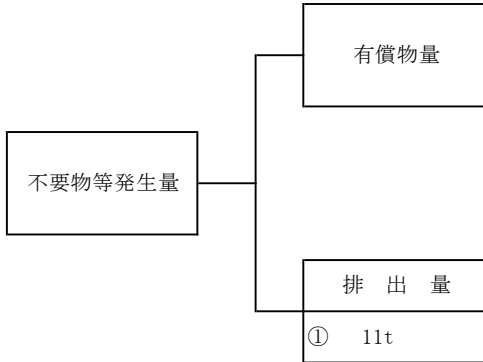 有償物量
不要物等発生量
排 出 量
① 11t